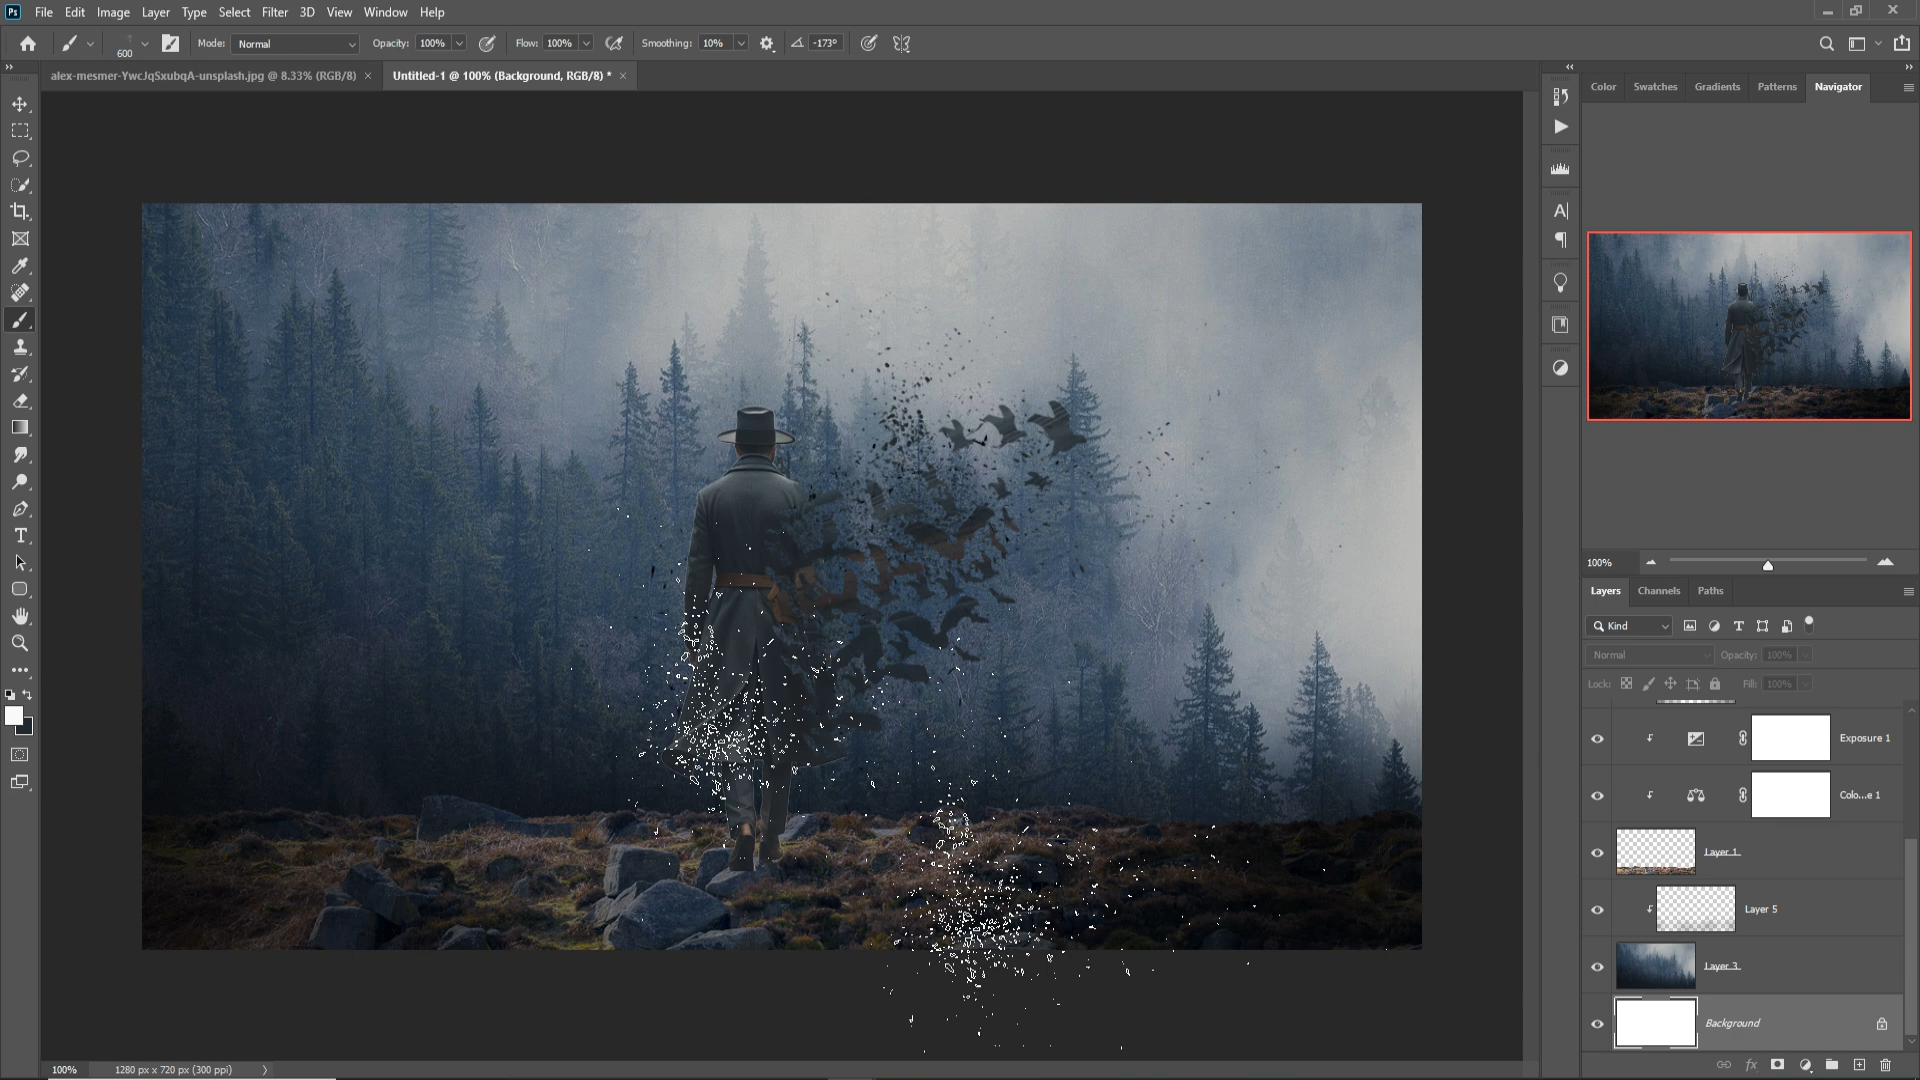 Ps File Edit Image Layer Type Select Filter 3D View Window Help
600 Mode: Normal Opacity: 100% Flow: 100% Smoothing: 10% -173°
alex-mesmer-YwcJqSxubqA-unsplash.jpg @ 8.33% (RGB/8) × Untitled-1 @ 100% (Background, RGB/8) * ×
Color Swatches Gradients Patterns Navigator
100%
Layers Channels Paths
Kind
Normal Opacity: 100%
Lock: Fill: 100%
Exposure 1
Colo...e 1
Layer 1
Layer 5
Layer 3
Background
100% 1280 px x 720 px (300 ppi)